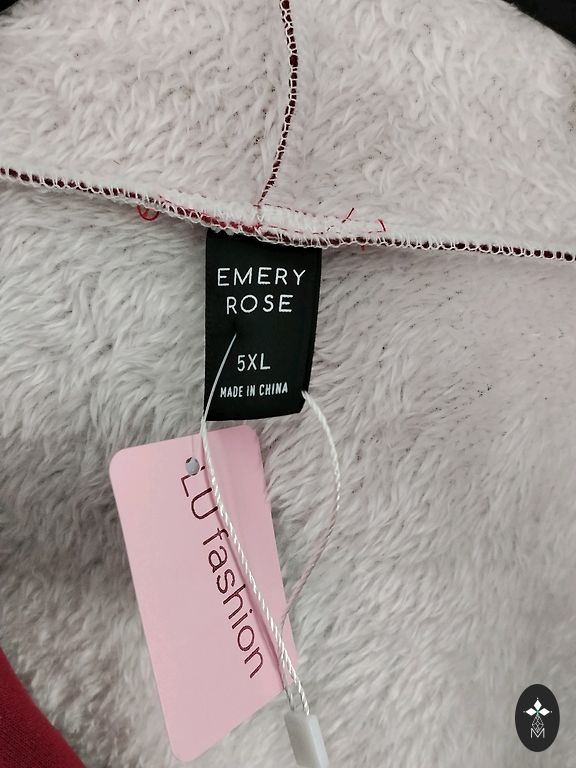 EMERY
ROSE
5XL
MADE IN CHINA
LU fashion
M